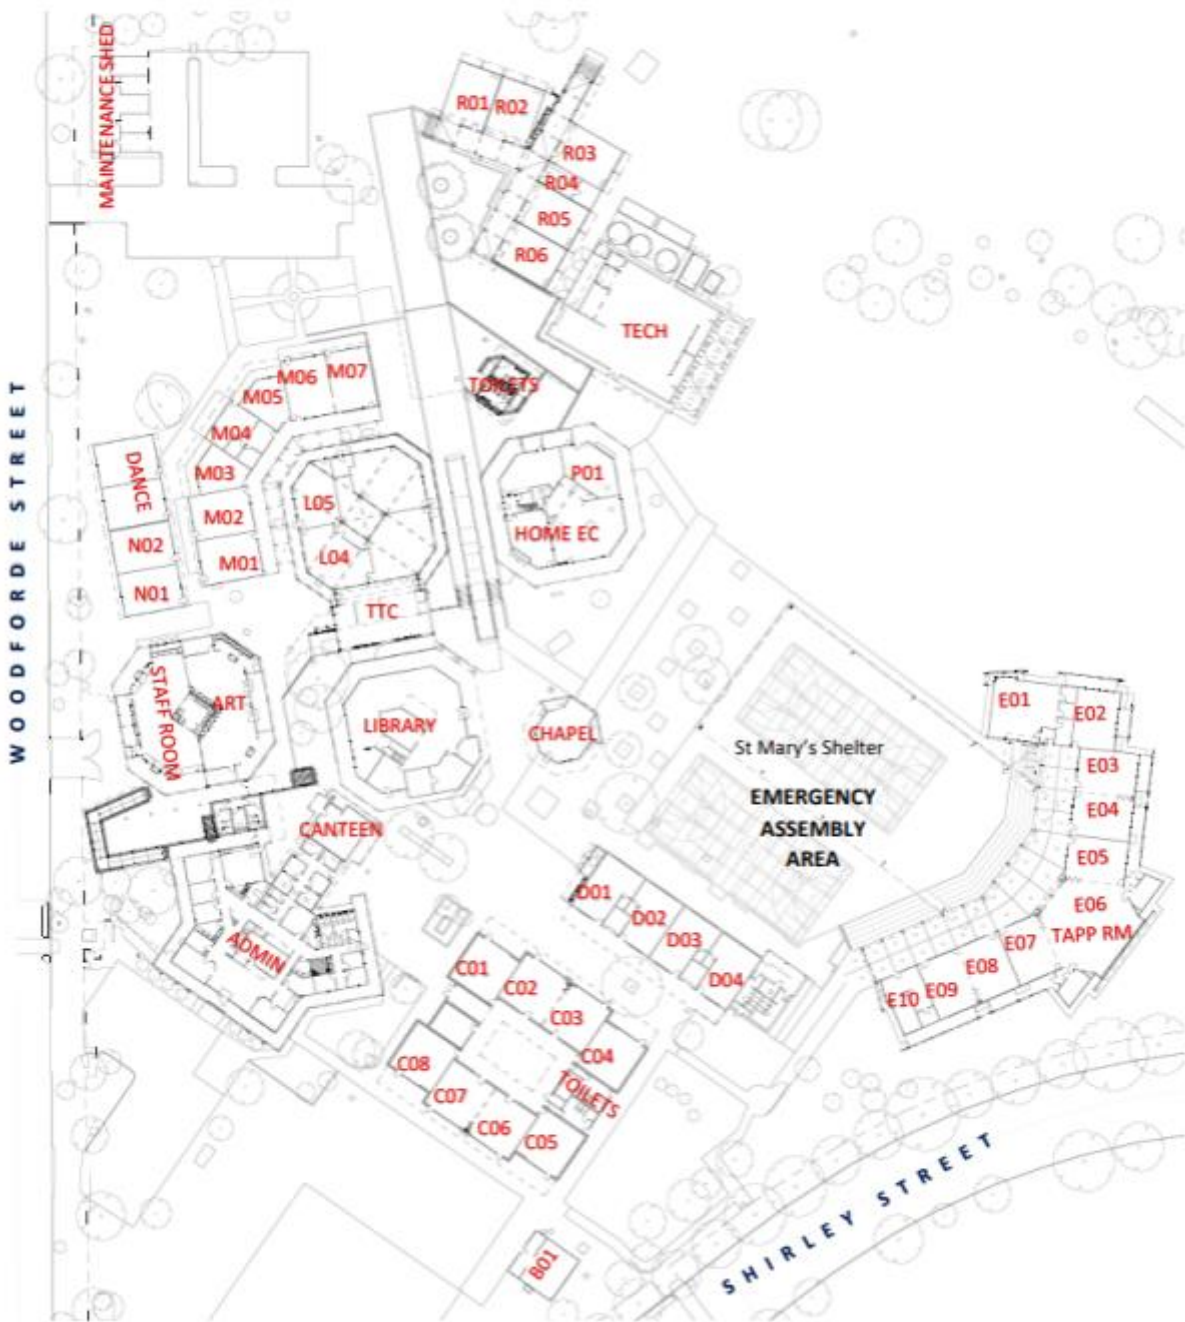 MAINTENANCE SHED
R01
R02
R03
R04
R05
R06
TECH
TOILETS
M07
M06
M05
M04
M03
M02
M01
DANCE
N02
N01
L05
L04
TTC
P01
HOME EC
WOODFORDE STREET
STAFF ROOM
ART
LIBRARY
CHAPEL
St Mary's Shelter
EMERGENCY
ASSEMBLY
AREA
E01
E02
E03
E04
E05
E06
TAPP RM
E07
E08
E09
E10
CANTEEN
ADMIN
D01
D02
D03
D04
C01
C02
C03
C04
TOILETS
C08
C07
C06
C05
B01
SHIRLEY STREET